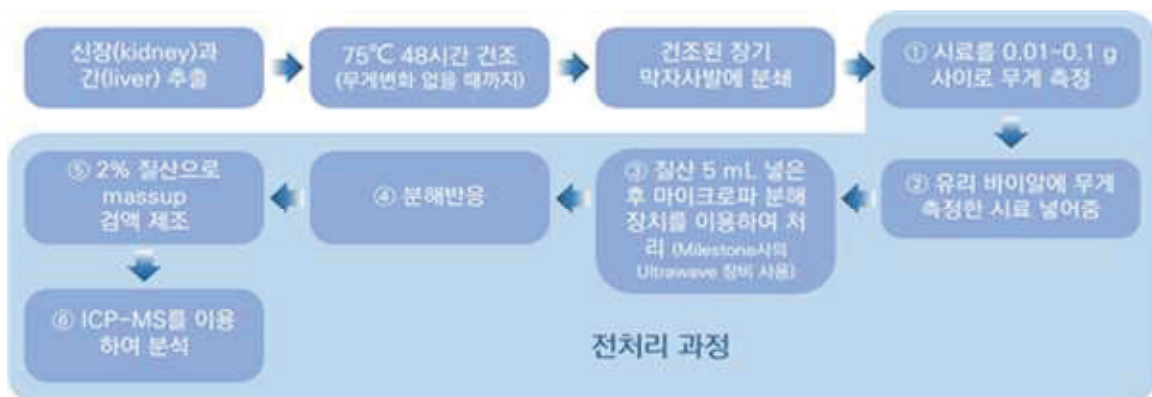 신장(kidney)과
간(liver) 추출
75℃ 48시간 건조
(무게변화 없을 때까지)
건조된 장기
막자사발에 분쇄
① 시료를 0.01~0.1 g
사이로 무게 측정
② 유리 바이알에 무게
측정한 시료 넣어줌
③ 질산 5 mL 넣은
후 마이크로파 분해
장치를 이용하여 처
리 (Milestone사의
Ultrawave 장비 사용)
④ 분해반응
⑤ 2% 질산으로
massup
검액 제조
⑥ ICP-MS를 이용
하여 분석
전처리 과정